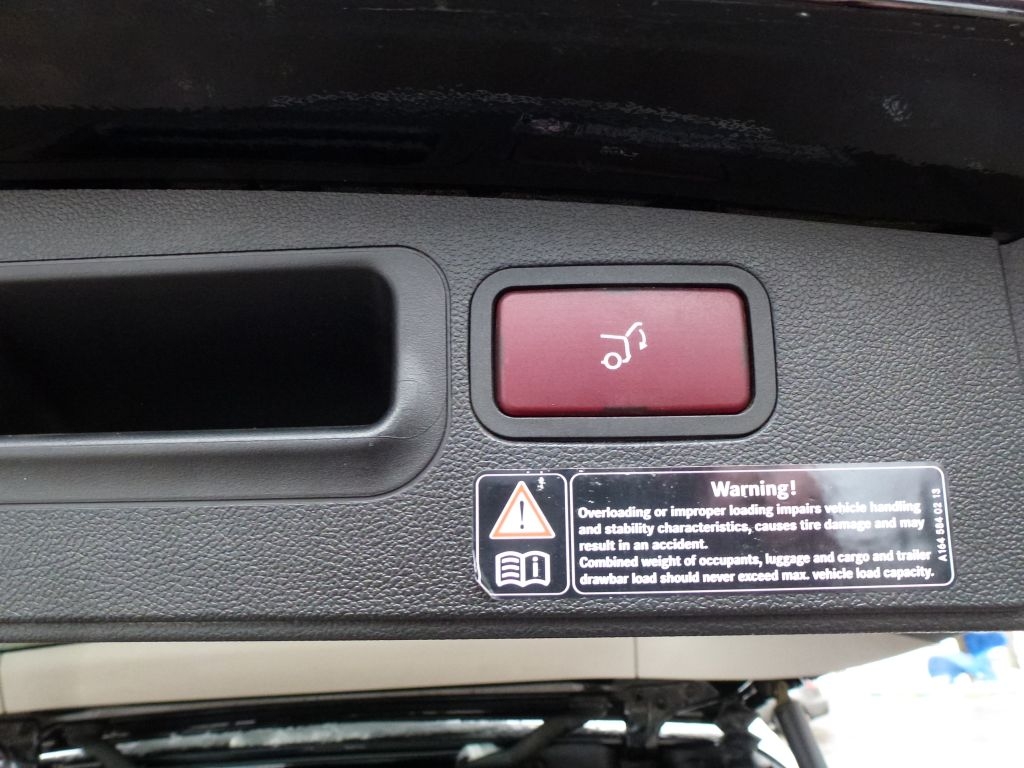 Warning!
Overloading or improper loading impairs vehicle handling
and stability characteristics, causes tire damage and may
result in an accident.
Combined weight of occupants, luggage and cargo and trailer
drawbar load should never exceed max. vehicle load capacity.
A 164 584 02 13